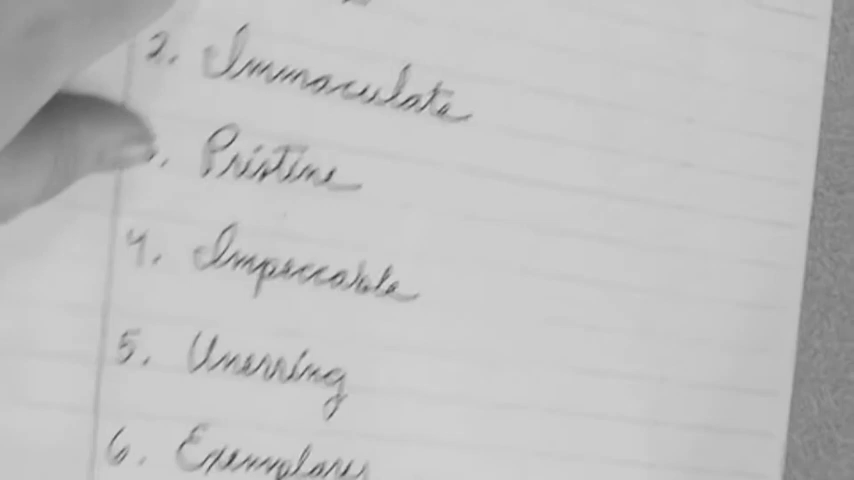 2. Immaculate
. Pristine
4. Impeccable
5. Unerring
6. Exemplary